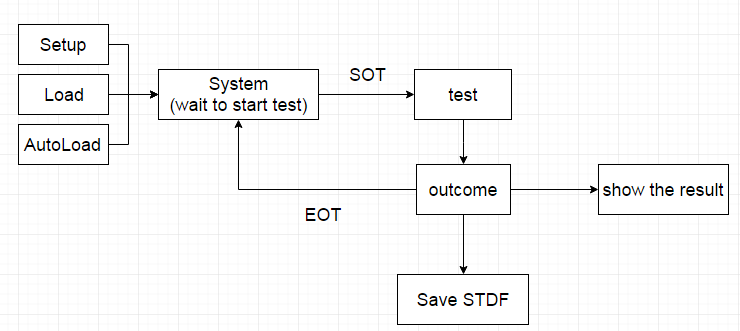 Setup
Load
AutoLoad
System
(wait to start test)
SOT
test
outcome
show the result
EOT
Save STDF